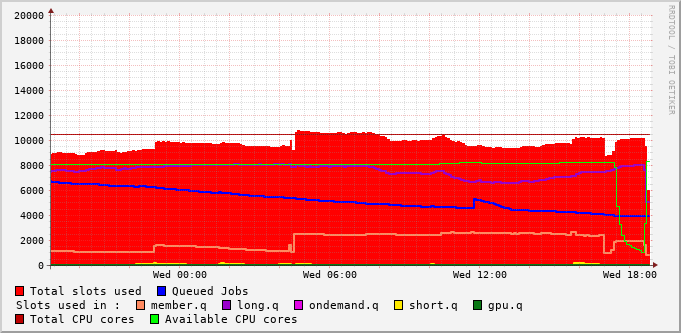 20000
18000
16000
14000
12000
10000
8000
6000
4000
2000
0
Wed 00:00 Wed 06:00 Wed 12:00 Wed 18:00
Total slots used Queued Jobs
Slots used in : member.q long.q ondemand.q short.q gpu.q
Total CPU cores Available CPU cores
RRDTOOL / TOBI OETIKER